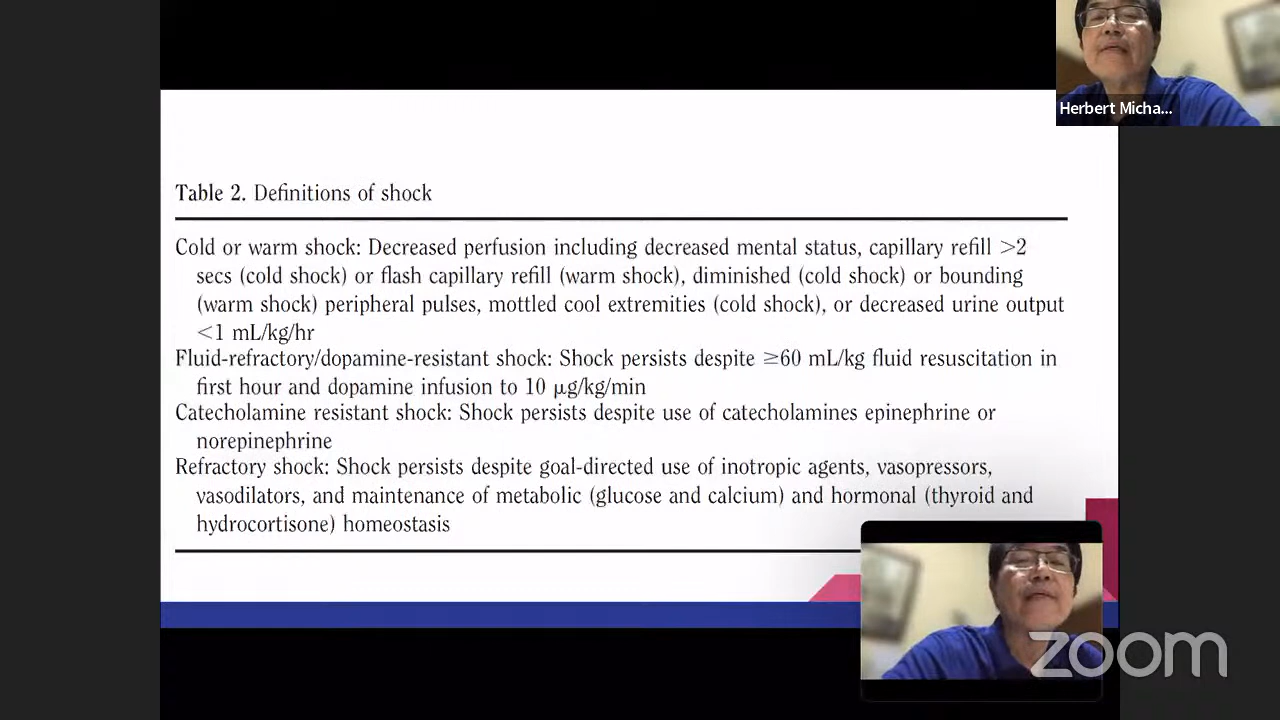 Herbert Micha...
Table 2. Definitions of shock
Cold or warm shock: Decreased perfusion including decreased mental status, capillary refill >2
secs (cold shock) or flash capillary refill (warm shock), diminished (cold shock) or bounding
(warm shock) peripheral pulses, mottled cool extremities (cold shock), or decreased urine output
<1 mL/kg/hr
Fluid-refractory/dopamine-resistant shock: Shock persists despite ≥60 mL/kg fluid resuscitation in
first hour and dopamine infusion to 10 μg/kg/min
Catecholamine resistant shock: Shock persists despite use of catecholamines epinephrine or
norepinephrine
Refractory shock: Shock persists despite goal-directed use of inotropic agents, vasopressors,
vasodilators, and maintenance of metabolic (glucose and calcium) and hormonal (thyroid and
hydrocortisone) homeostasis
zoom